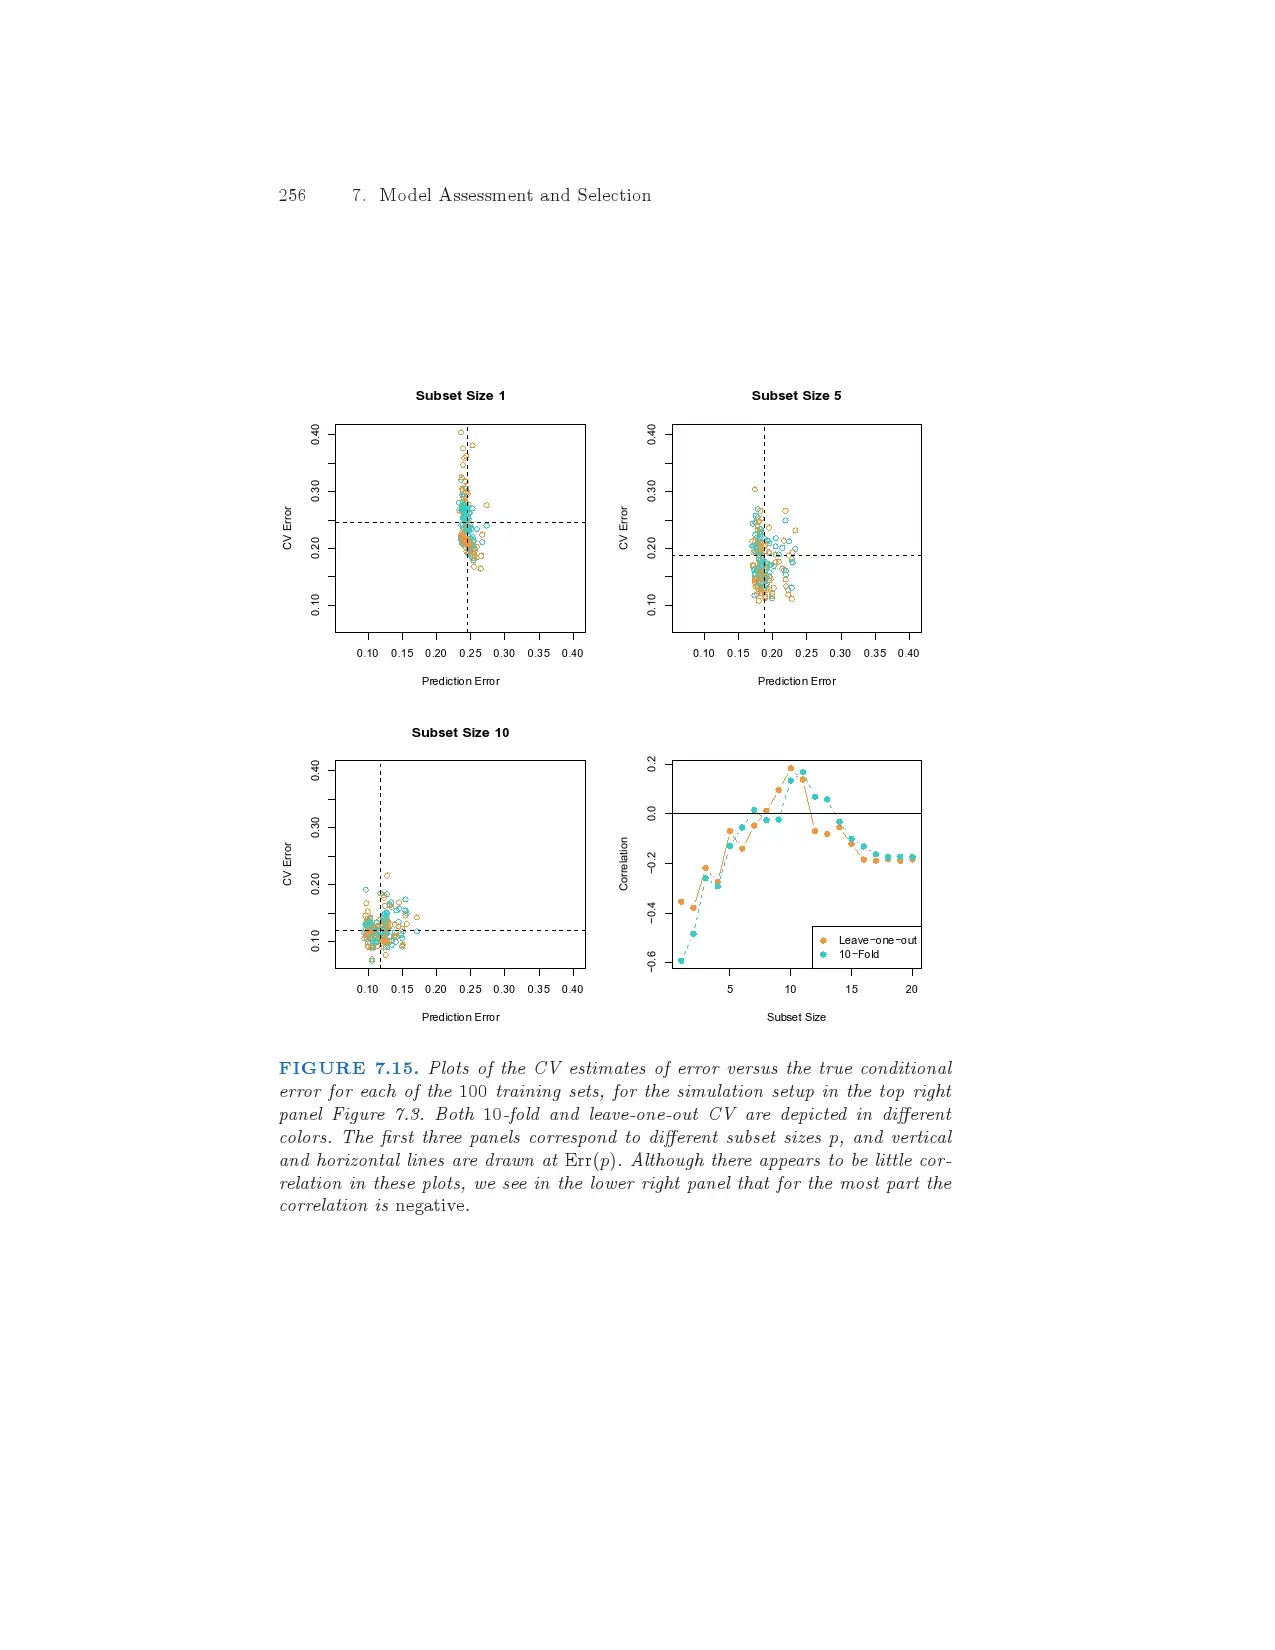 256 7. Model Assessment and Selection
Subset Size 1
CV Error
0.10 0.20 0.30 0.40
0.10 0.15 0.20 0.25 0.30 0.35 0.40
Prediction Error
Subset Size 5
CV Error
0.10 0.20 0.30 0.40
0.10 0.15 0.20 0.25 0.30 0.35 0.40
Prediction Error
Subset Size 10
CV Error
0.10 0.20 0.30 0.40
0.10 0.15 0.20 0.25 0.30 0.35 0.40
Prediction Error
Correlation
−0.6 −0.4 −0.2 0.0 0.2
Leave−one−out
10−Fold
5 10 15 20
Subset Size
FIGURE 7.15. Plots of the CV estimates of error versus the true conditional
error for each of the 100 training sets, for the simulation setup in the top right
panel Figure 7.3. Both 10-fold and leave-one-out CV are depicted in different
colors. The first three panels correspond to different subset sizes p, and vertical
and horizontal lines are drawn at Err(p). Although there appears to be little cor-
relation in these plots, we see in the lower right panel that for the most part the
correlation is negative.